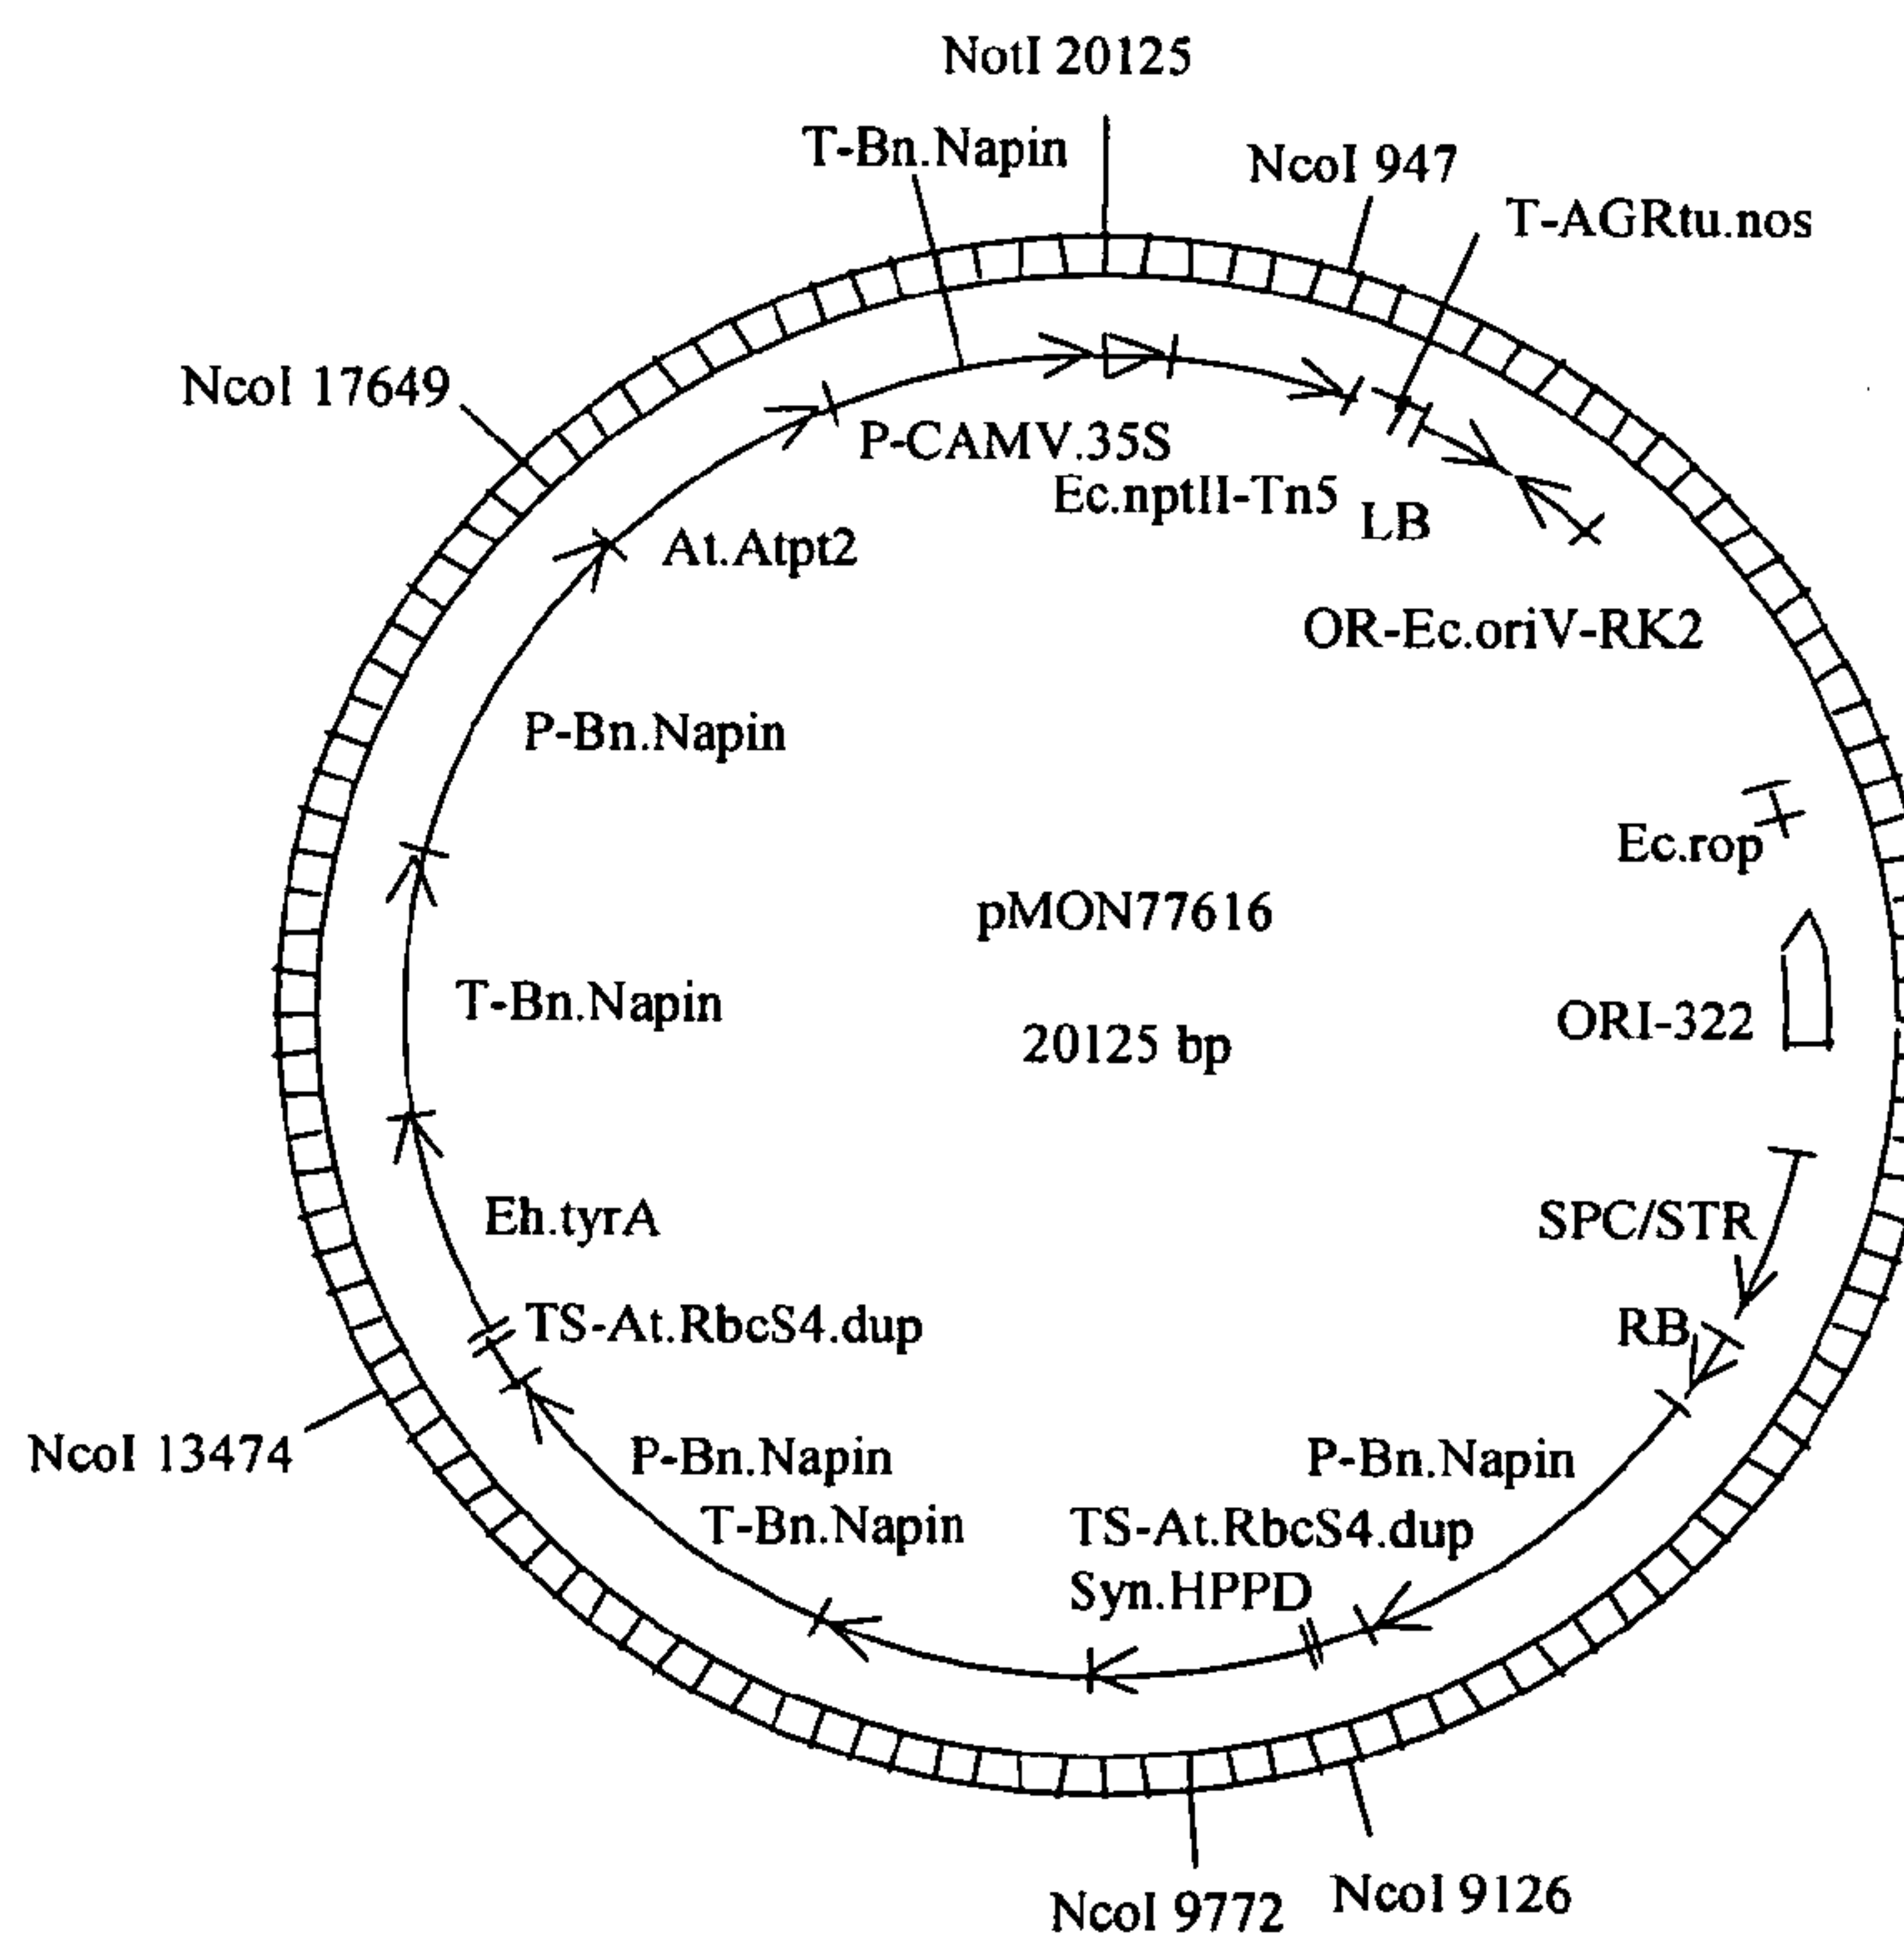 NotI 20125
T-Bn.Napin
NcoI 947
T-AGRtu.nos
NcoI 17649
P-CAMV.35S
Ec.nptII-Tn5
LB
At.Atpt2
OR-Ec.oriV-RK2
P-Bn.Napin
Ec.rop
pMON77616
T-Bn.Napin
ORI-322
20125 bp
Eh.tyrA
SPC/STR
TS-At.RbcS4.dup
RB
NcoI 13474
P-Bn.Napin
P-Bn.Napin
T-Bn.Napin
TS-At.RbcS4.dup
Syn.HPPD
NcoI 9772
NcoI 9126